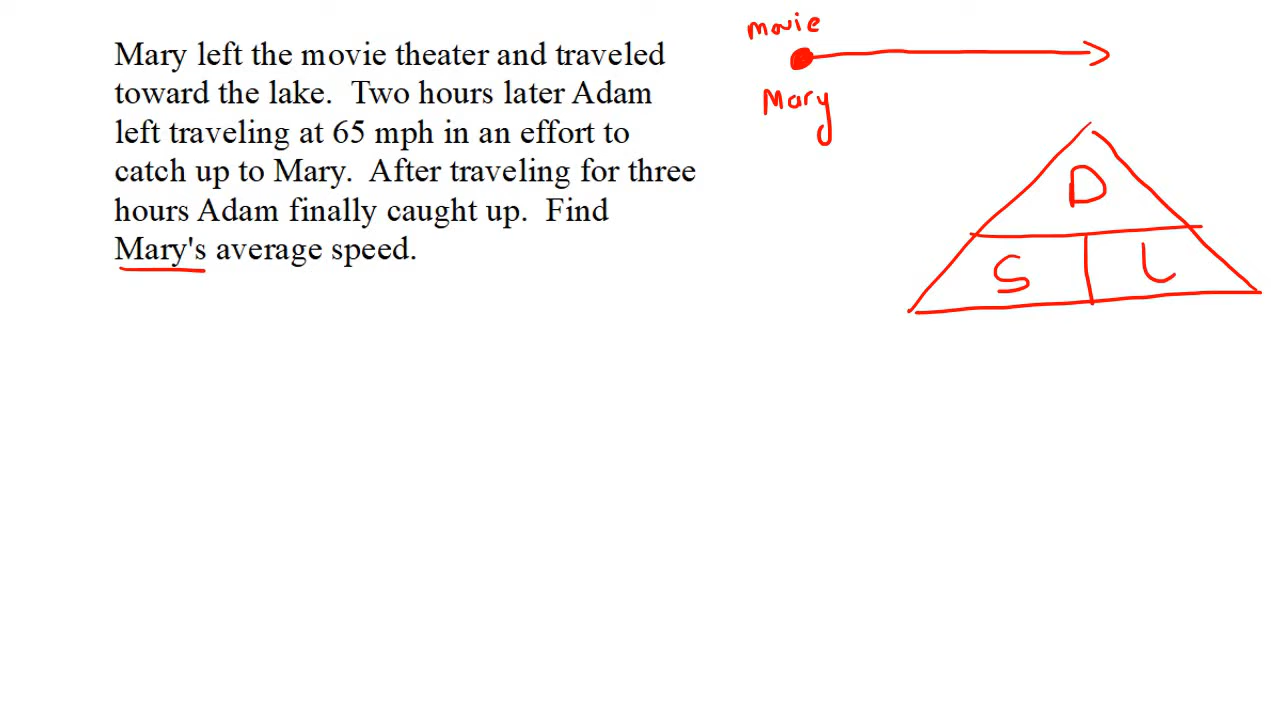 Mary left the movie theater and traveled
toward the lake. Two hours later Adam
left traveling at 65 mph in an effort to
catch up to Mary. After traveling for three
hours Adam finally caught up. Find
Mary's average speed.
movie
Mary
D
S L